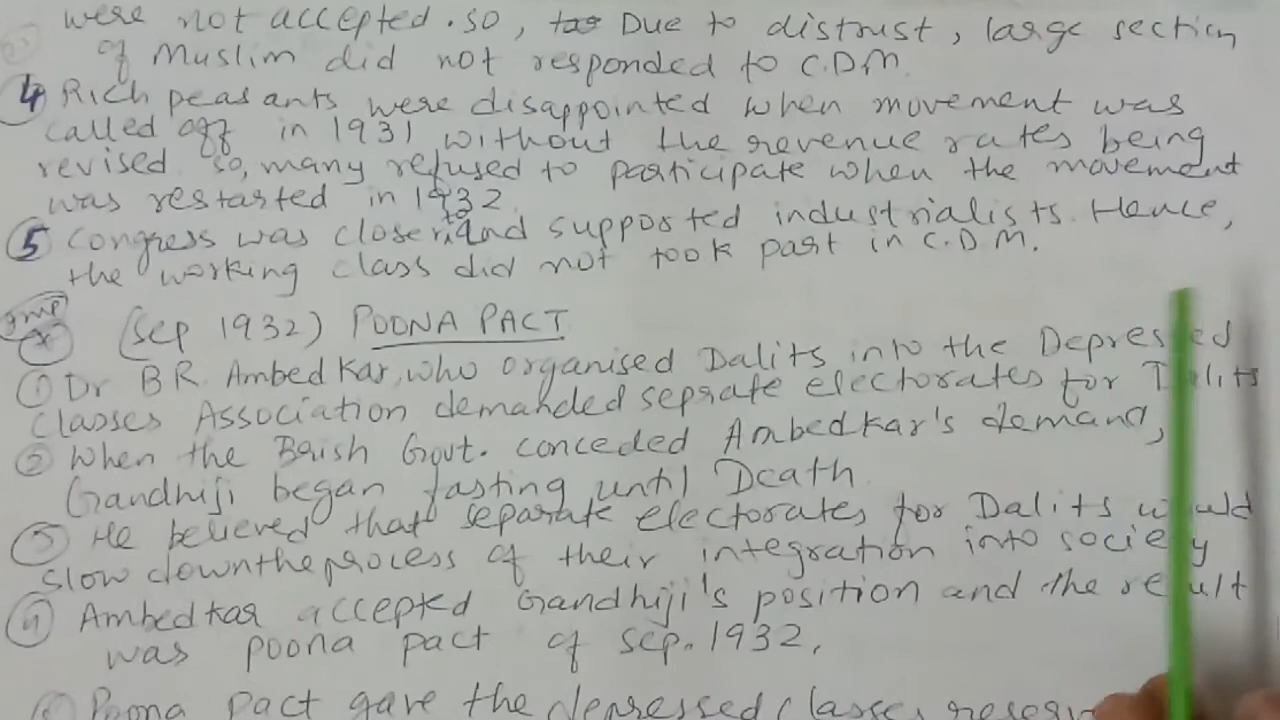 were not accepted. so, Due to distrust, large section
of Muslim did not responded to C.D.M.
4 Rich peasants were disappointed when movement was
called off in 1931 without the revenue rates being
revised so, many refused to participate when the movement
was restarted in 1932
5 Congress was closer to and supported industrialists. Hence,
the working class did not took part in C.D.M.
Imp
* (Sep 1932) POONA PACT
1 Dr BR. Ambedkar, who organised Dalits into the Depressed
Classes Association demanded seprate electorates for Dalits
2 When the Brish Govt. conceded Ambedkar's demand,
Gandhiji began fasting until Death
3 He believed that separate electorates for Dalits would
slow down the process of their integration into society
4 Ambedkar accepted Gandhiji's position and the result
was poona pact of Sep. 1932.
Poona Pact gave the depressed classes